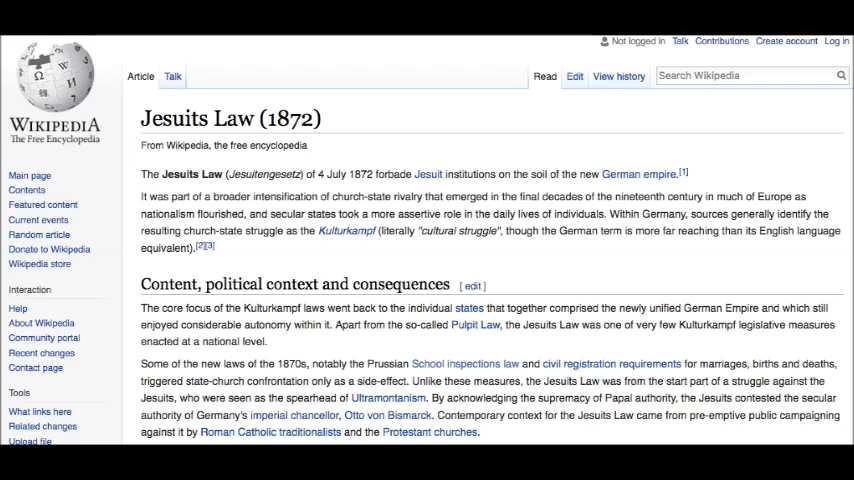 Not logged in Talk Contributions Create account Log in
Article Talk Read Edit View history Search Wikipedia
WIKIPEDIA
The Free Encyclopedia
Main page
Contents
Featured content
Current events
Random article
Donate to Wikipedia
Wikipedia store
Interaction
Help
About Wikipedia
Community portal
Recent changes
Contact page
Tools
What links here
Related changes
Upload file
Jesuits Law (1872)
From Wikipedia, the free encyclopedia
The Jesuits Law (Jesuitengesetz) of 4 July 1872 forbade Jesuit institutions on the soil of the new German empire.[1]
It was part of a broader intensification of church-state rivalry that emerged in the final decades of the nineteenth century in much of Europe as
nationalism flourished, and secular states took a more assertive role in the daily lives of individuals. Within Germany, sources generally identify the
resulting church-state struggle as the Kulturkampf (literally "cultural struggle", though the German term is more far reaching than its English language
equivalent).[2][3]
Content, political context and consequences [ edit ]
The core focus of the Kulturkampf laws went back to the individual states that together comprised the newly unified German Empire and which still
enjoyed considerable autonomy within it. Apart from the so-called Pulpit Law, the Jesuits Law was one of very few Kulturkampf legislative measures
enacted at a national level.
Some of the new laws of the 1870s, notably the Prussian School inspections law and civil registration requirements for marriages, births and deaths,
triggered state-church confrontation only as a side-effect. Unlike these measures, the Jesuits Law was from the start part of a struggle against the
Jesuits, who were seen as the spearhead of Ultramontanism. By acknowledging the supremacy of Papal authority, the Jesuits contested the secular
authority of Germany's imperial chancellor, Otto von Bismarck. Contemporary context for the Jesuits Law came from pre-emptive public campaigning
against it by Roman Catholic traditionalists and the Protestant churches.